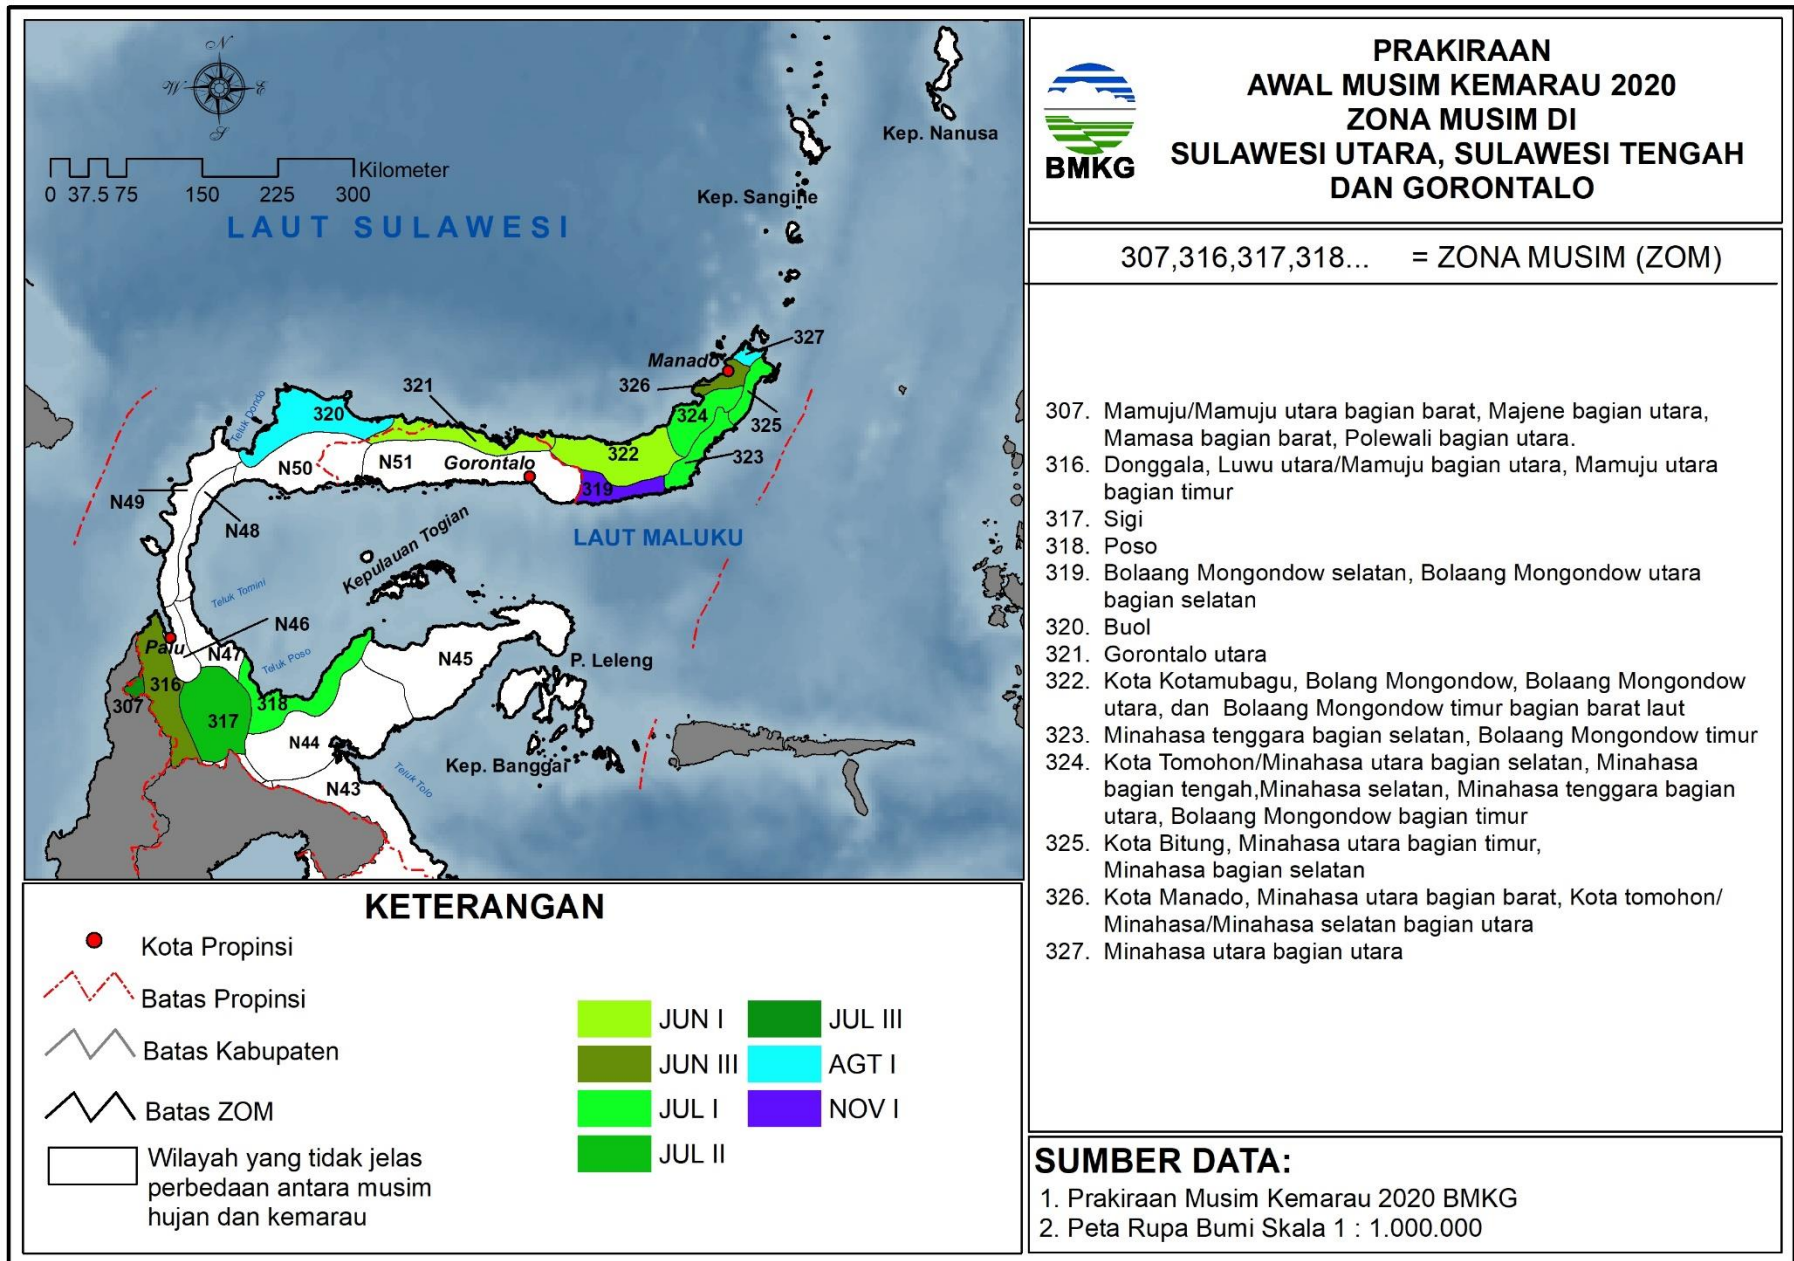 N
W
E
S
Kilometer
0 37.5 75 150 225 300
LAUT SULAWESI
Kep. Nanusa
Kep. Sangihe
327
Manado
326
321
320
Teluk Dondo
324
325
322
323
N50
N51
Gorontalo
319
N49
N48
LAUT MALUKU
Kepulauan Togian
Teluk Tomini
N46
Palu
N47
Teluk Poso
N45
P. Leleng
316
307
317
318
N44
Kep. Banggai
Teluk Tolo
N43
BMKG
PRAKIRAAN
AWAL MUSIM KEMARAU 2020
ZONA MUSIM DI
SULAWESI UTARA, SULAWESI TENGAH
DAN GORONTALO
307,316,317,318... = ZONA MUSIM (ZOM)
307. Mamuju/Mamuju utara bagian barat, Majene bagian utara,
Mamasa bagian barat, Polewali bagian utara.
316. Donggala, Luwu utara/Mamuju bagian utara, Mamuju utara
bagian timur
317. Sigi
318. Poso
319. Bolaang Mongondow selatan, Bolaang Mongondow utara
bagian selatan
320. Buol
321. Gorontalo utara
322. Kota Kotamubagu, Bolang Mongondow, Bolaang Mongondow
utara, dan Bolaang Mongondow timur bagian barat laut
323. Minahasa tenggara bagian selatan, Bolaang Mongondow timur
324. Kota Tomohon/Minahasa utara bagian selatan, Minahasa
bagian tengah,Minahasa selatan, Minahasa tenggara bagian
utara, Bolaang Mongondow bagian timur
325. Kota Bitung, Minahasa utara bagian timur,
Minahasa bagian selatan
326. Kota Manado, Minahasa utara bagian barat, Kota tomohon/
Minahasa/Minahasa selatan bagian utara
327. Minahasa utara bagian utara
KETERANGAN
Kota Propinsi
Batas Propinsi
Batas Kabupaten
Batas ZOM
Wilayah yang tidak jelas
perbedaan antara musim
hujan dan kemarau
JUN I
JUN III
JUL I
JUL II
JUL III
AGT I
NOV I
SUMBER DATA:
1. Prakiraan Musim Kemarau 2020 BMKG
2. Peta Rupa Bumi Skala 1 : 1.000.000